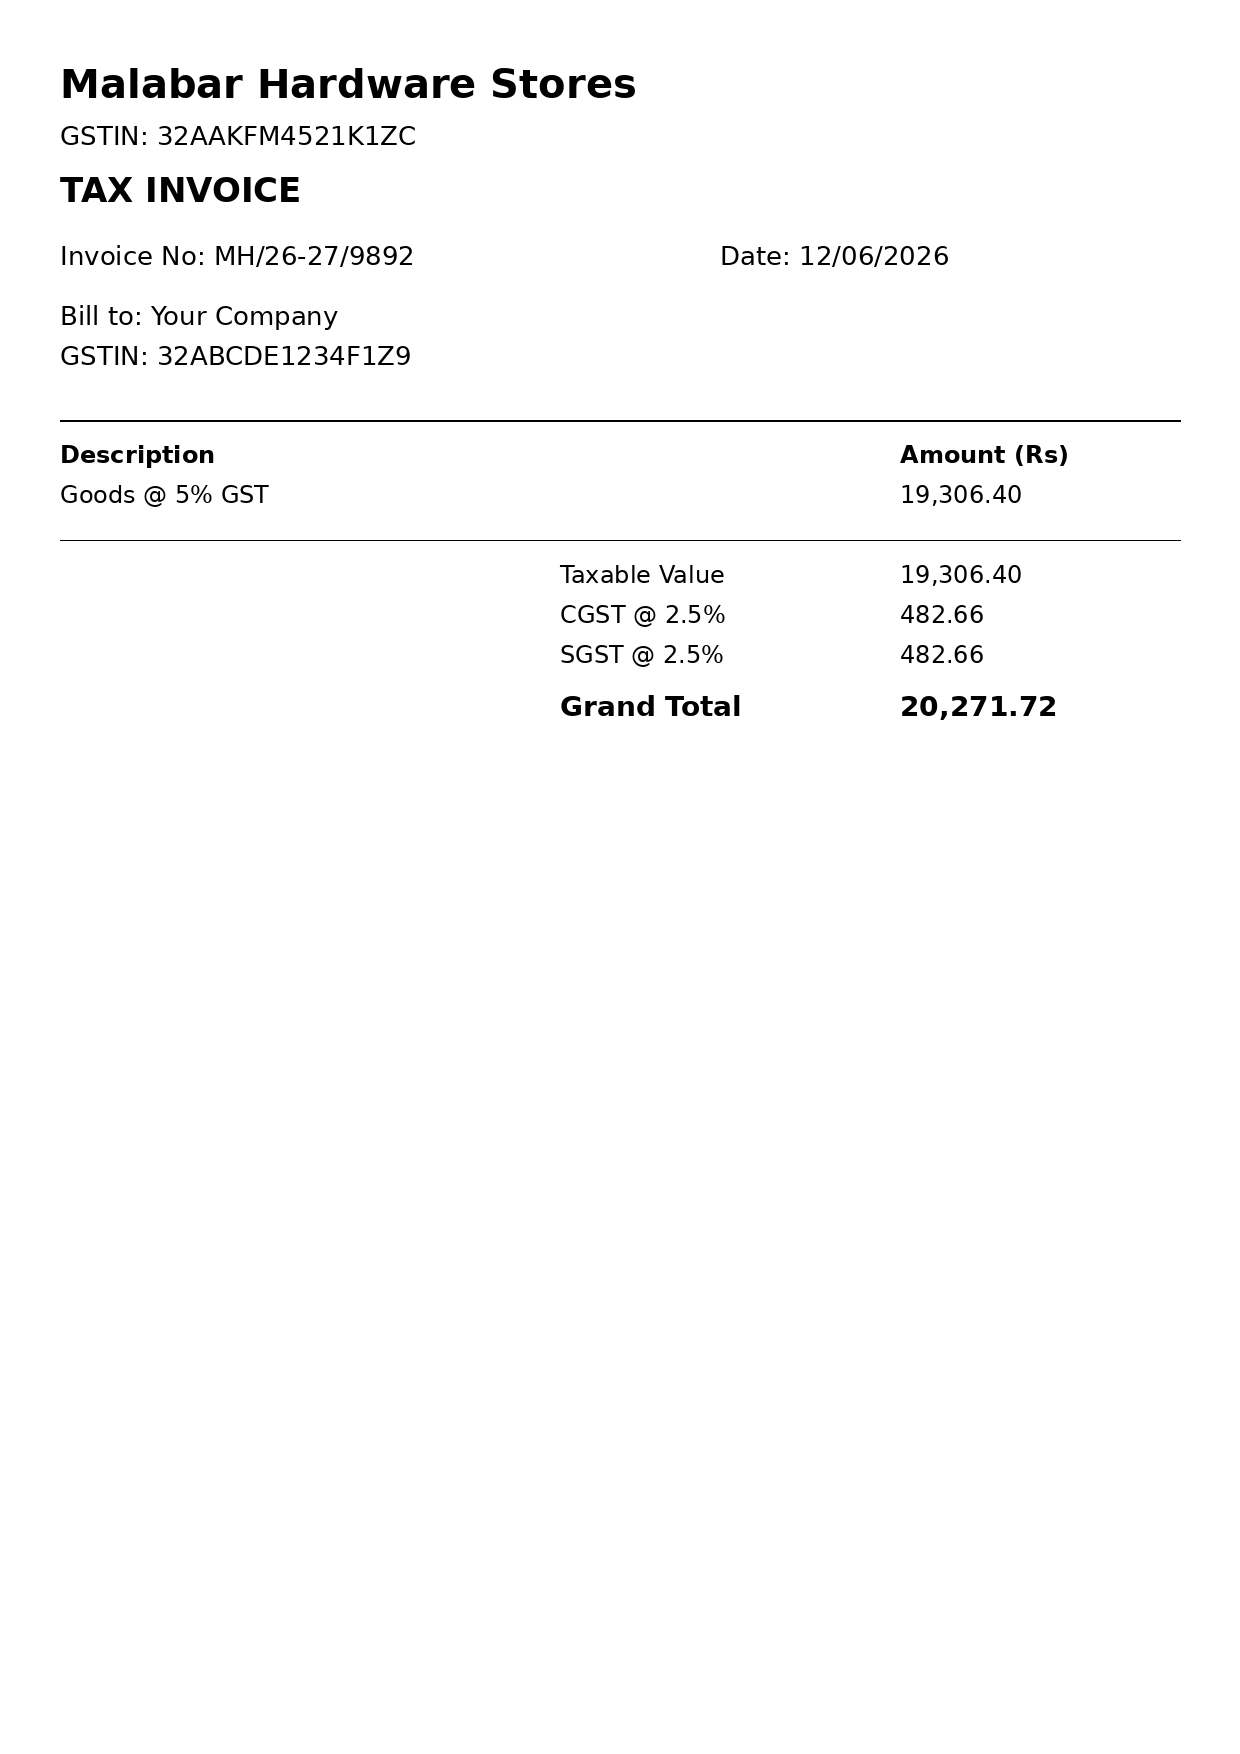 Malabar Hardware Stores
GSTIN: 32AAKFM4521K1ZC
TAX INVOICE
Invoice No: MH/26-27/9892 Date: 12/06/2026
Bill to: Your Company
GSTIN: 32ABCDE1234F1Z9
Description Amount (Rs)
Goods @ 5% GST 19,306.40
Taxable Value 19,306.40
CGST @ 2.5% 482.66
SGST @ 2.5% 482.66
Grand Total 20,271.72